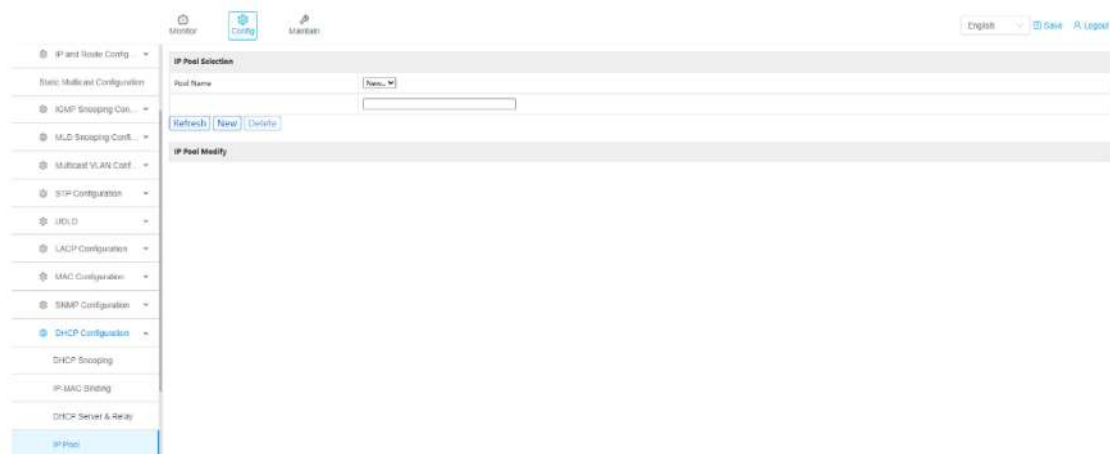 Monitor
Config
Maintain
English
Save
Logout
IP and Route Config...
Static Multicast Configuration
IGMP Snooping Con...
MLD Snooping Confi...
Multicast VLAN Conf...
STP Configuration
UDLD
LACP Configuration
MAC Configuration
SNMP Configuration
DHCP Configuration
DHCP Snooping
IP-MAC Binding
DHCP Server & Relay
IP Pool
IP Pool Selection
Pool Name
New...
Refresh New Delete
IP Pool Modify